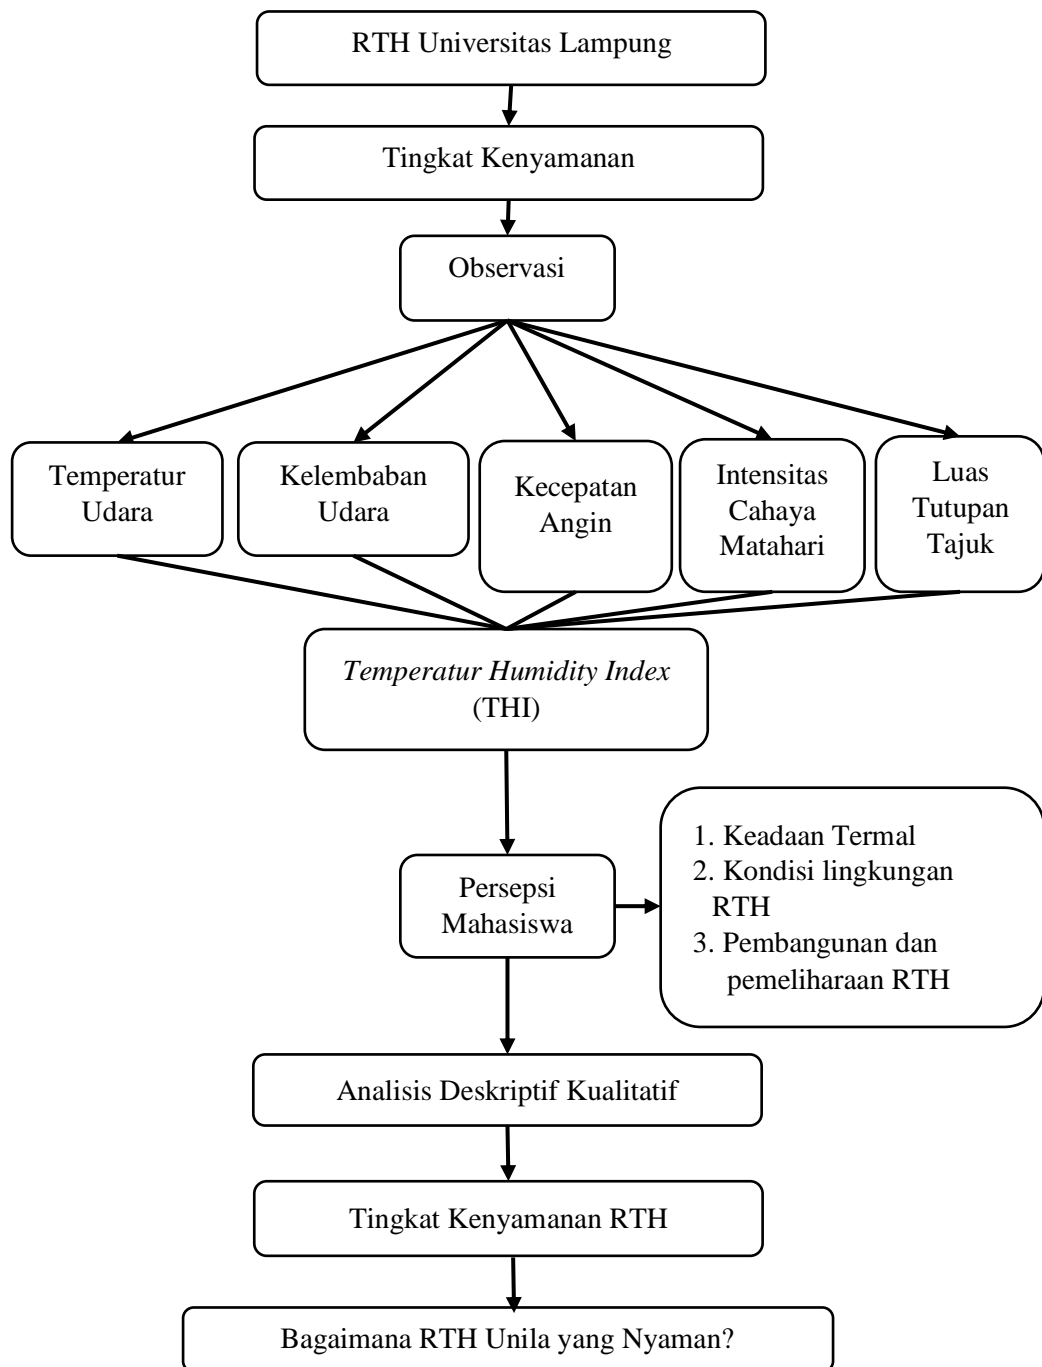 RTH Universitas Lampung
Tingkat Kenyamanan
Observasi
Temperatur
Udara
Kelembaban
Udara
Kecepatan
Angin
Intensitas
Cahaya
Matahari
Luas
Tutupan
Tajuk
Temperatur Humidity Index
(THI)
Persepsi
Mahasiswa
1. Keadaan Termal
2. Kondisi lingkungan
RTH
3. Pembangunan dan
pemeliharaan RTH
Analisis Deskriptif Kualitatif
Tingkat Kenyamanan RTH
Bagaimana RTH Unila yang Nyaman?